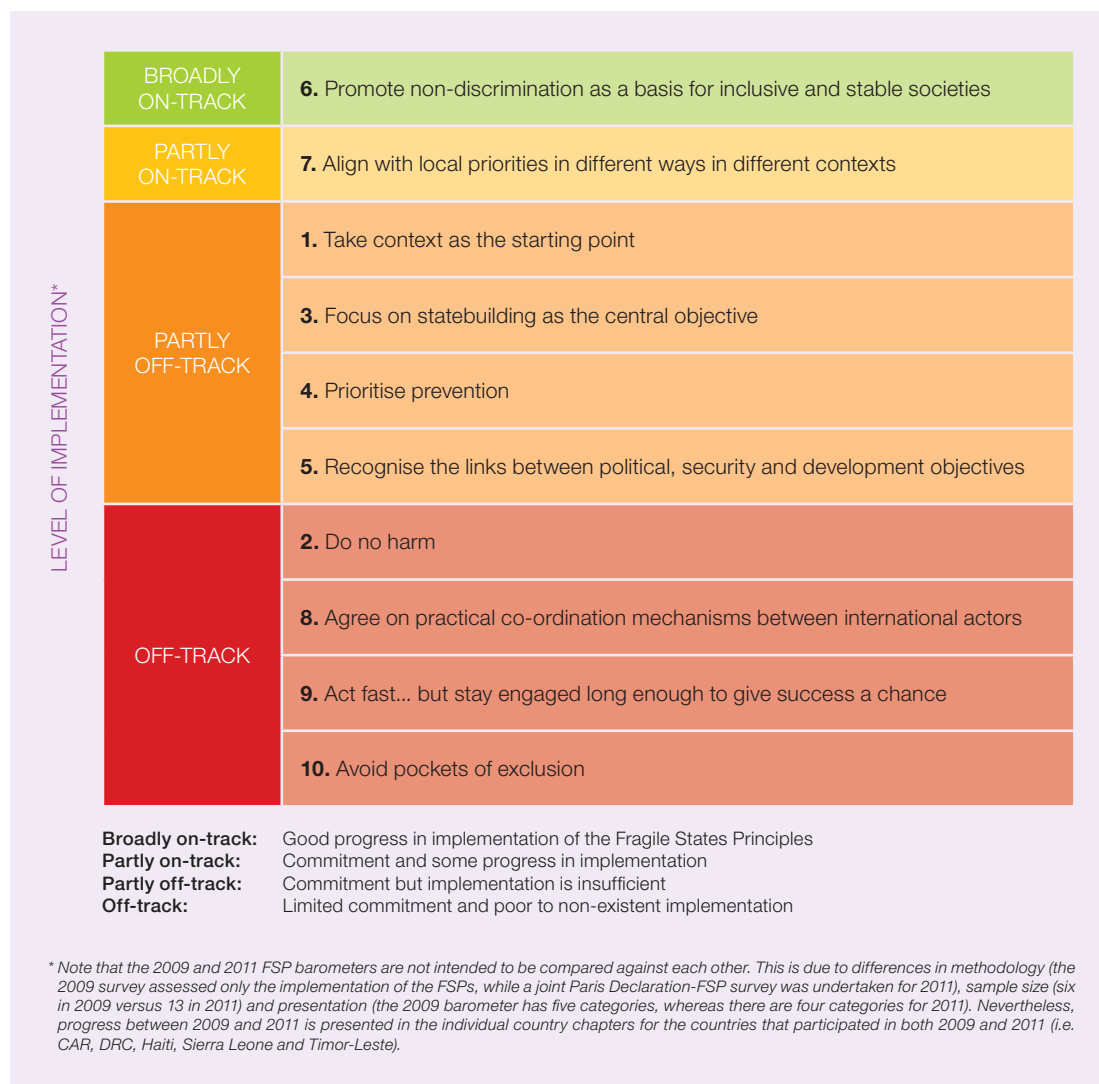 LEVEL OF IMPLEMENTATION*
BROADLY
ON-TRACK
6. Promote non-discrimination as a basis for inclusive and stable societies
PARTLY
ON-TRACK
7. Align with local priorities in different ways in different contexts
PARTLY
OFF-TRACK
1. Take context as the starting point
3. Focus on statebuilding as the central objective
4. Prioritise prevention
5. Recognise the links between political, security and development objectives
OFF-TRACK
2. Do no harm
8. Agree on practical co-ordination mechanisms between international actors
9. Act fast... but stay engaged long enough to give success a chance
10. Avoid pockets of exclusion
Broadly on-track: Good progress in implementation of the Fragile States Principles
Partly on-track: Commitment and some progress in implementation
Partly off-track: Commitment but implementation is insufficient
Off-track: Limited commitment and poor to non-existent implementation
* Note that the 2009 and 2011 FSP barometers are not intended to be compared against each other. This is due to differences in methodology (the
2009 survey assessed only the implementation of the FSPs, while a joint Paris Declaration-FSP survey was undertaken for 2011), sample size (six
in 2009 versus 13 in 2011) and presentation (the 2009 barometer has five categories, whereas there are four categories for 2011). Nevertheless,
progress between 2009 and 2011 is presented in the individual country chapters for the countries that participated in both 2009 and 2011 (i.e.
CAR, DRC, Haiti, Sierra Leone and Timor-Leste).